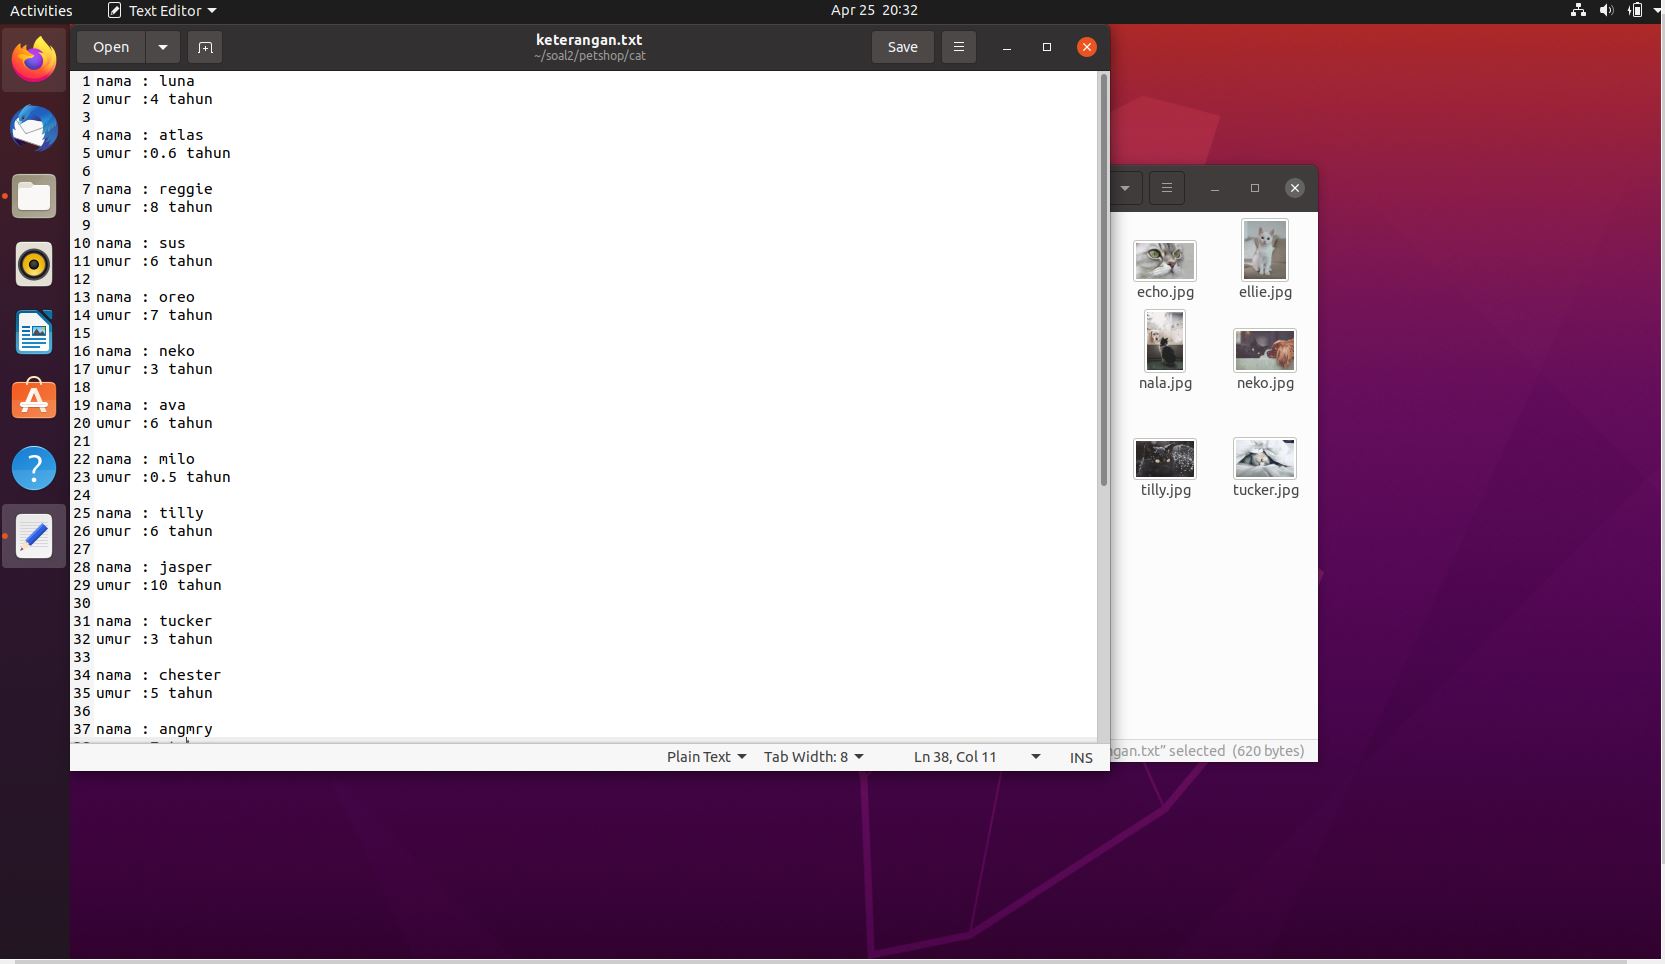 Activities
Text Editor
Apr 25 20:32
Open
keterangan.txt
~/soal2/petshop/cat
Save
1 nama : luna
2 umur :4 tahun
3
4 nama : atlas
5 umur :0.6 tahun
6
7 nama : reggie
8 umur :8 tahun
9
10 nama : sus
11 umur :6 tahun
12
13 nama : oreo
14 umur :7 tahun
15
16 nama : neko
17 umur :3 tahun
18
19 nama : ava
20 umur :6 tahun
21
22 nama : milo
23 umur :0.5 tahun
24
25 nama : tilly
26 umur :6 tahun
27
28 nama : jasper
29 umur :10 tahun
30
31 nama : tucker
32 umur :3 tahun
33
34 nama : chester
35 umur :5 tahun
36
37 nama : angmry
Plain Text
Tab Width: 8
Ln 38, Col 11
INS
echo.jpg
ellie.jpg
nala.jpg
neko.jpg
tilly.jpg
tucker.jpg
gan.txt” selected (620 bytes)